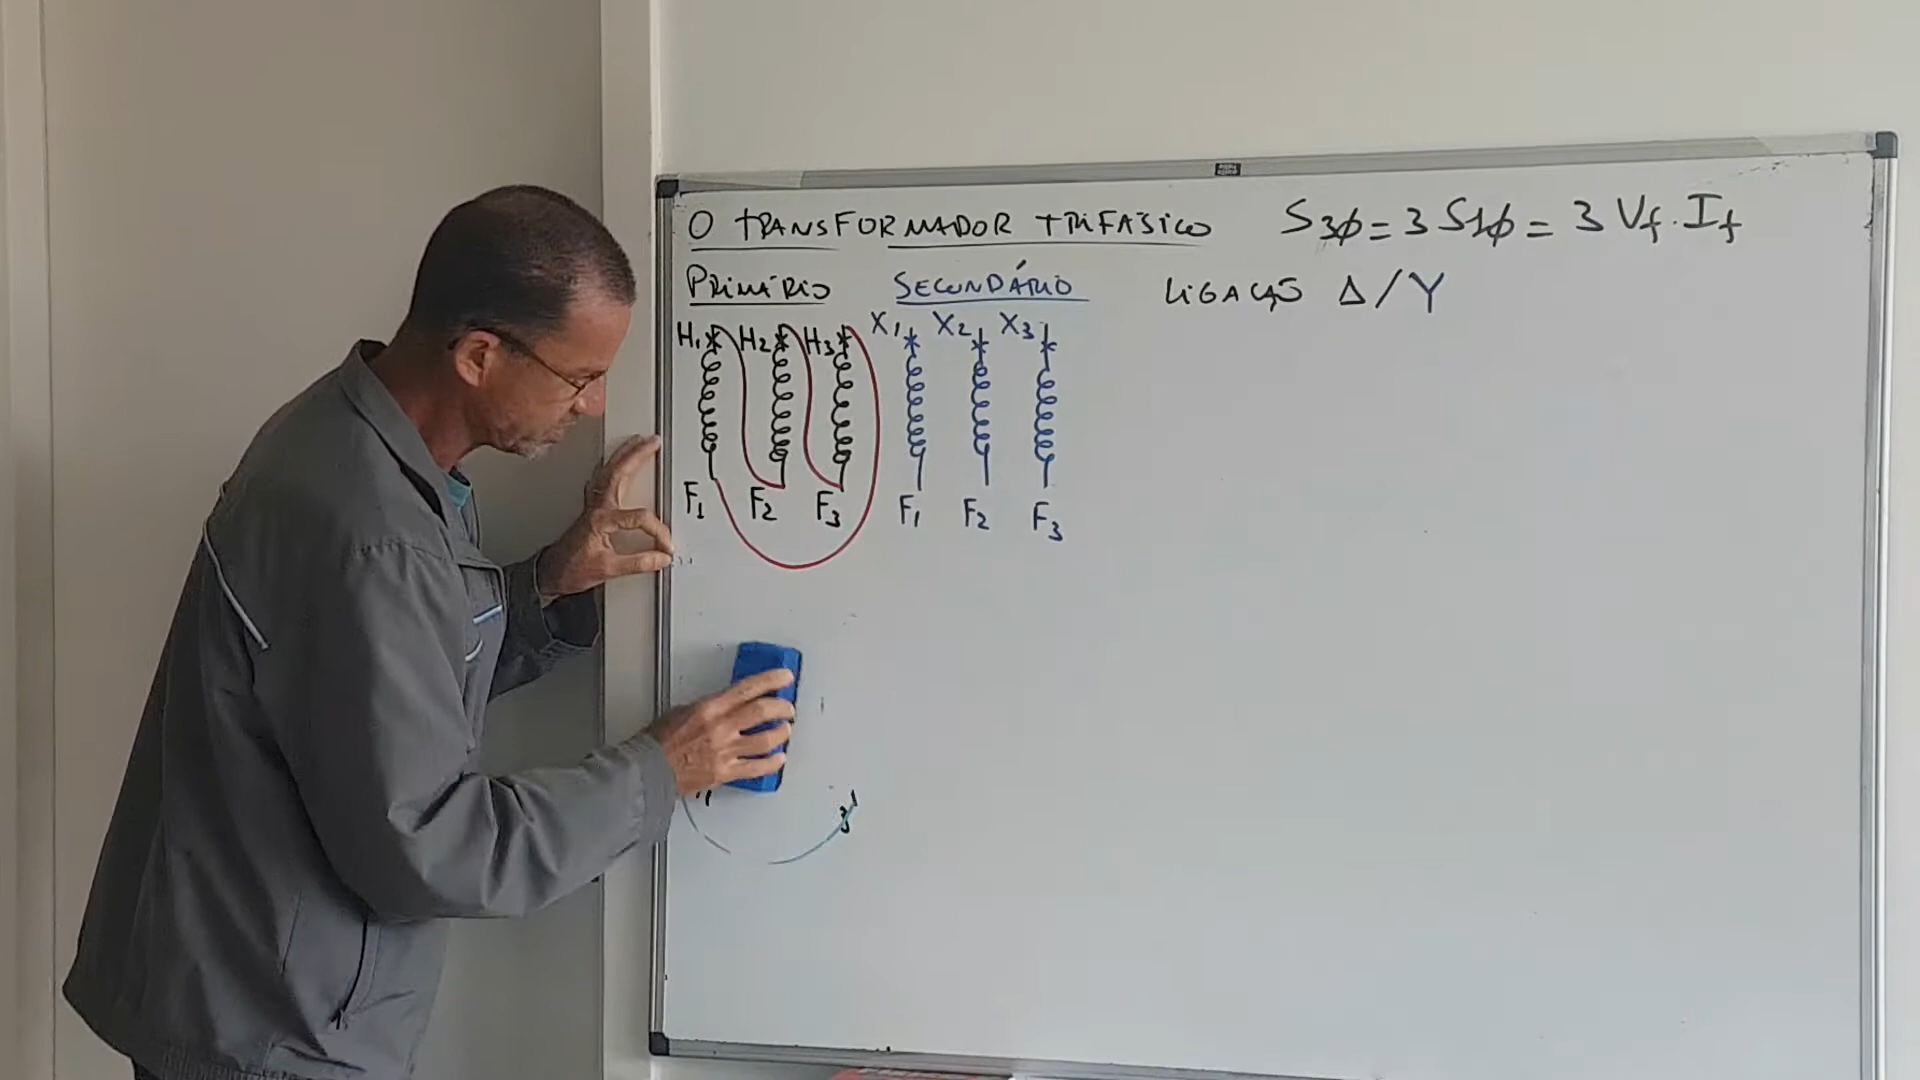 O TRANSFORMADOR TRIFÁSICO S3ϕ = 3 S1ϕ = 3 Vf . If
PRIMÁRIO SECUNDÁRIO LIGAÇÃO Δ/Y
H1 H2 H3 X1 X2 X3
F1 F2 F3 F1 F2 F3